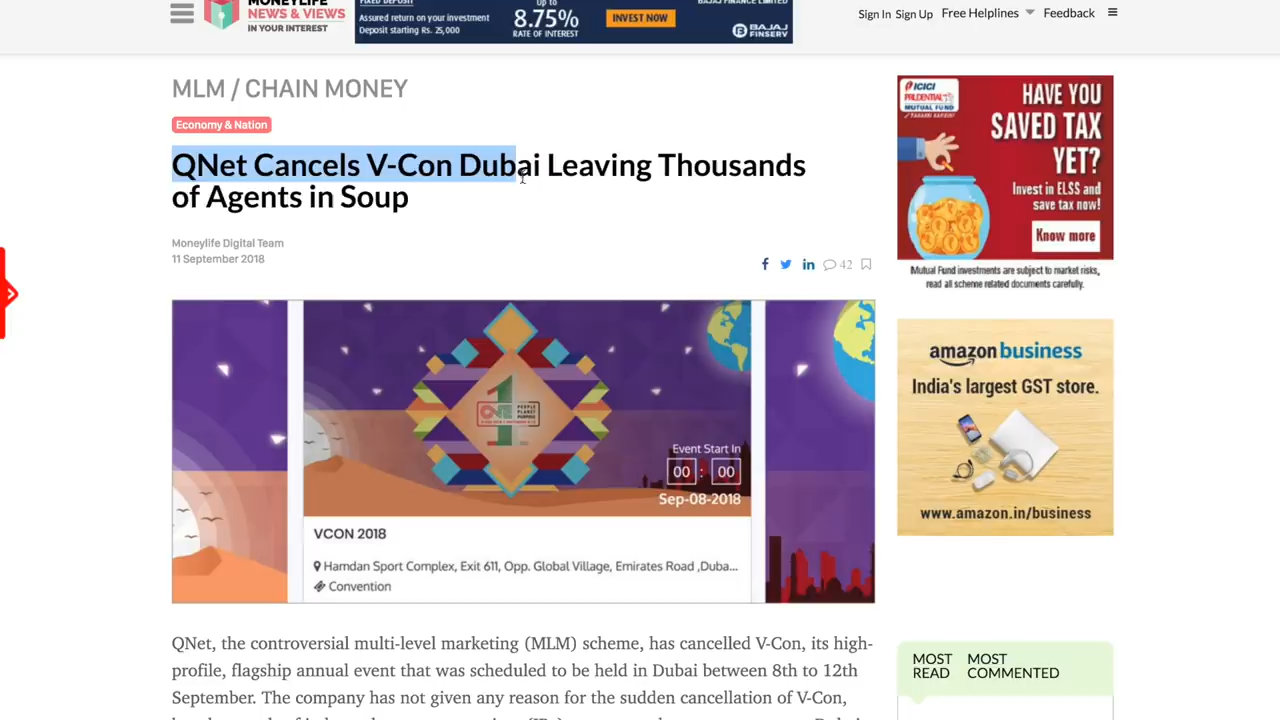 MONEYLIFE
NEWS & VIEWS
IN YOUR INTEREST
FIXED DEPOSIT
Assured return on your investment
Deposit starting Rs. 25,000
Up to
8.75%
RATE OF INTEREST
INVEST NOW
BAJAJ FINANCE LIMITED
BAJAJ
FINSERV
Sign In Sign Up Free Helplines Feedback
MLM / CHAIN MONEY
Economy & Nation
QNet Cancels V-Con Dubai Leaving Thousands
of Agents in Soup
Moneylife Digital Team
11 September 2018
42
Event Start In
00 : 00
Sep-08-2018
VCON 2018
Hamdan Sport Complex, Exit 611, Opp. Global Village, Emirates Road ,Duba...
Convention
QNet, the controversial multi-level marketing (MLM) scheme, has cancelled V-Con, its high-
profile, flagship annual event that was scheduled to be held in Dubai between 8th to 12th
September. The company has not given any reason for the sudden cancellation of V-Con,
ICICI
PRUDENTIAL
MUTUAL FUND
HAVE YOU
SAVED TAX
YET?
Invest in ELSS and
save tax now!
Know more
Mutual Fund investments are subject to market risks,
read all scheme related documents carefully.
amazon business
India's largest GST store.
www.amazon.in/business
MOST READ
MOST COMMENTED